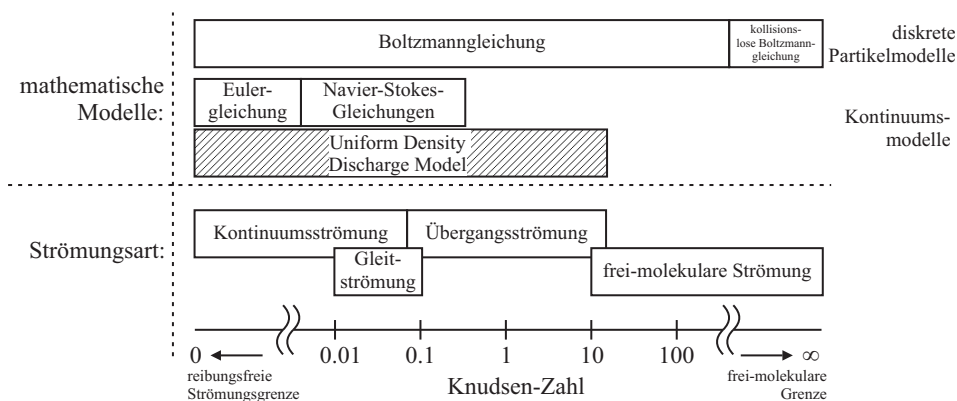 Boltzmanngleichung
kollisions-
lose Boltzmann-
gleichung
diskrete
Partikelmodelle
mathematische
Modelle:
Euler-
gleichung
Navier-Stokes-
Gleichungen
Kontinuums-
modelle
Uniform Density
Discharge Model
Strömungsart:
Kontinuumsströmung
Übergangsströmung
Gleit-
strömung
frei-molekulare Strömung
0 0.01 0.1 1 10 100 ∞
reibungsfreie
Strömungsgrenze
Knudsen-Zahl
frei-molekulare
Grenze